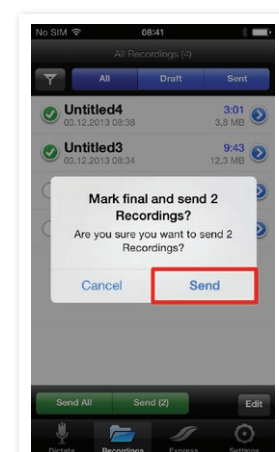 No SIM 08:41
All Recordings (4)
All Draft Sent
Untitled4 3:01
03.12.2013 08:38 3,8 MB
Untitled3 9:43
03.12.2013 08:34 12,3 MB
Mark final and send 2
Recordings?
Are you sure you want to send 2
Recordings?
Cancel Send
Send All Send (2) Edit
Dictate Recordings Express Settings